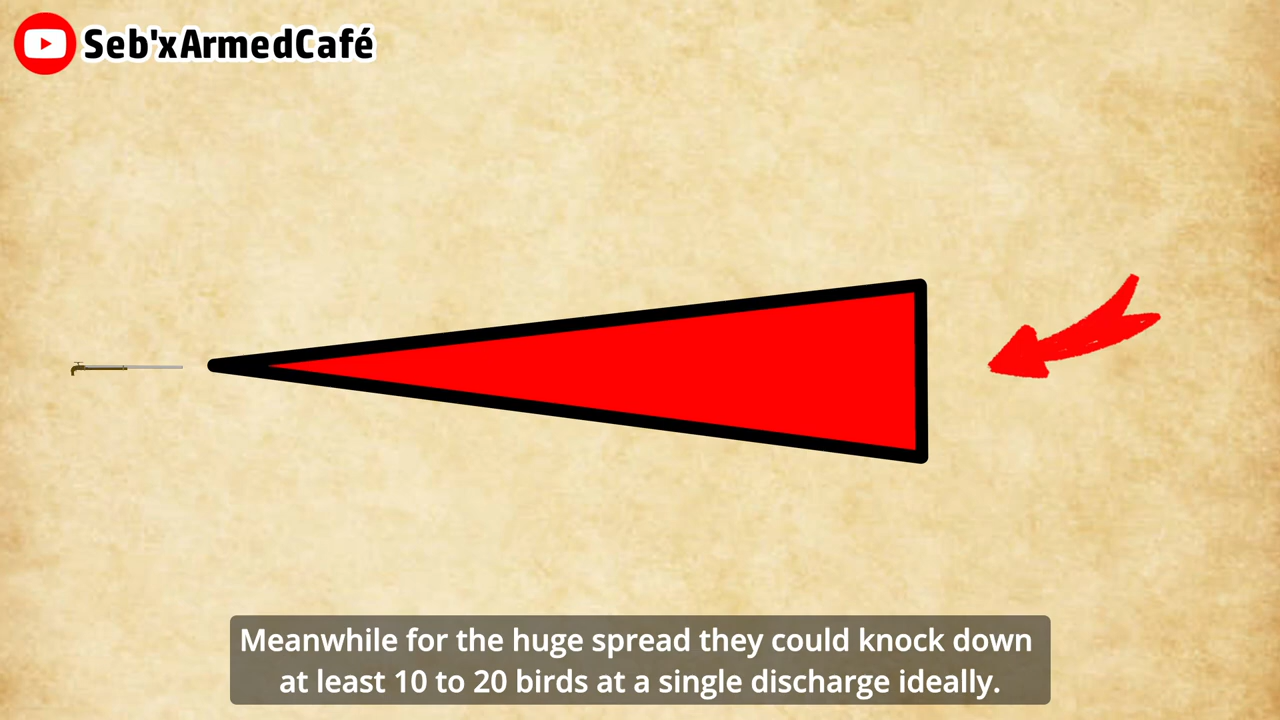 Seb'xArmedCafé
Meanwhile for the huge spread they could knock down
at least 10 to 20 birds at a single discharge ideally.